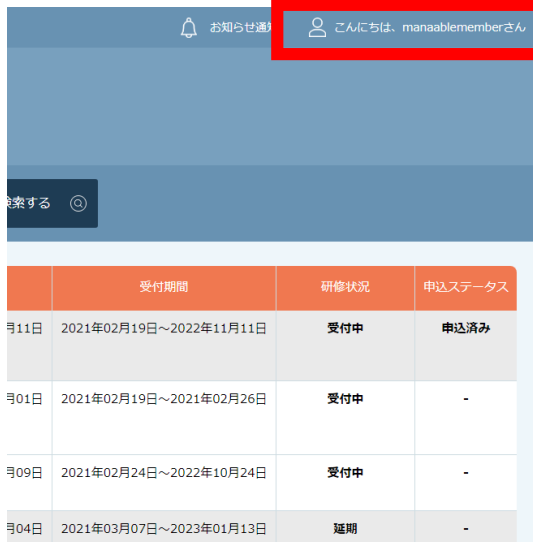 お知らせ通知 こんにちは、manaablememberさん
検索する
受付期間 研修状況 申込ステータス
月11日 2021年02月19日～2022年11月11日 受付中 申込済み
月01日 2021年02月19日～2021年02月26日 受付中 -
月09日 2021年02月24日～2022年10月24日 受付中 -
月04日 2021年03月07日～2023年01月13日 延期 -